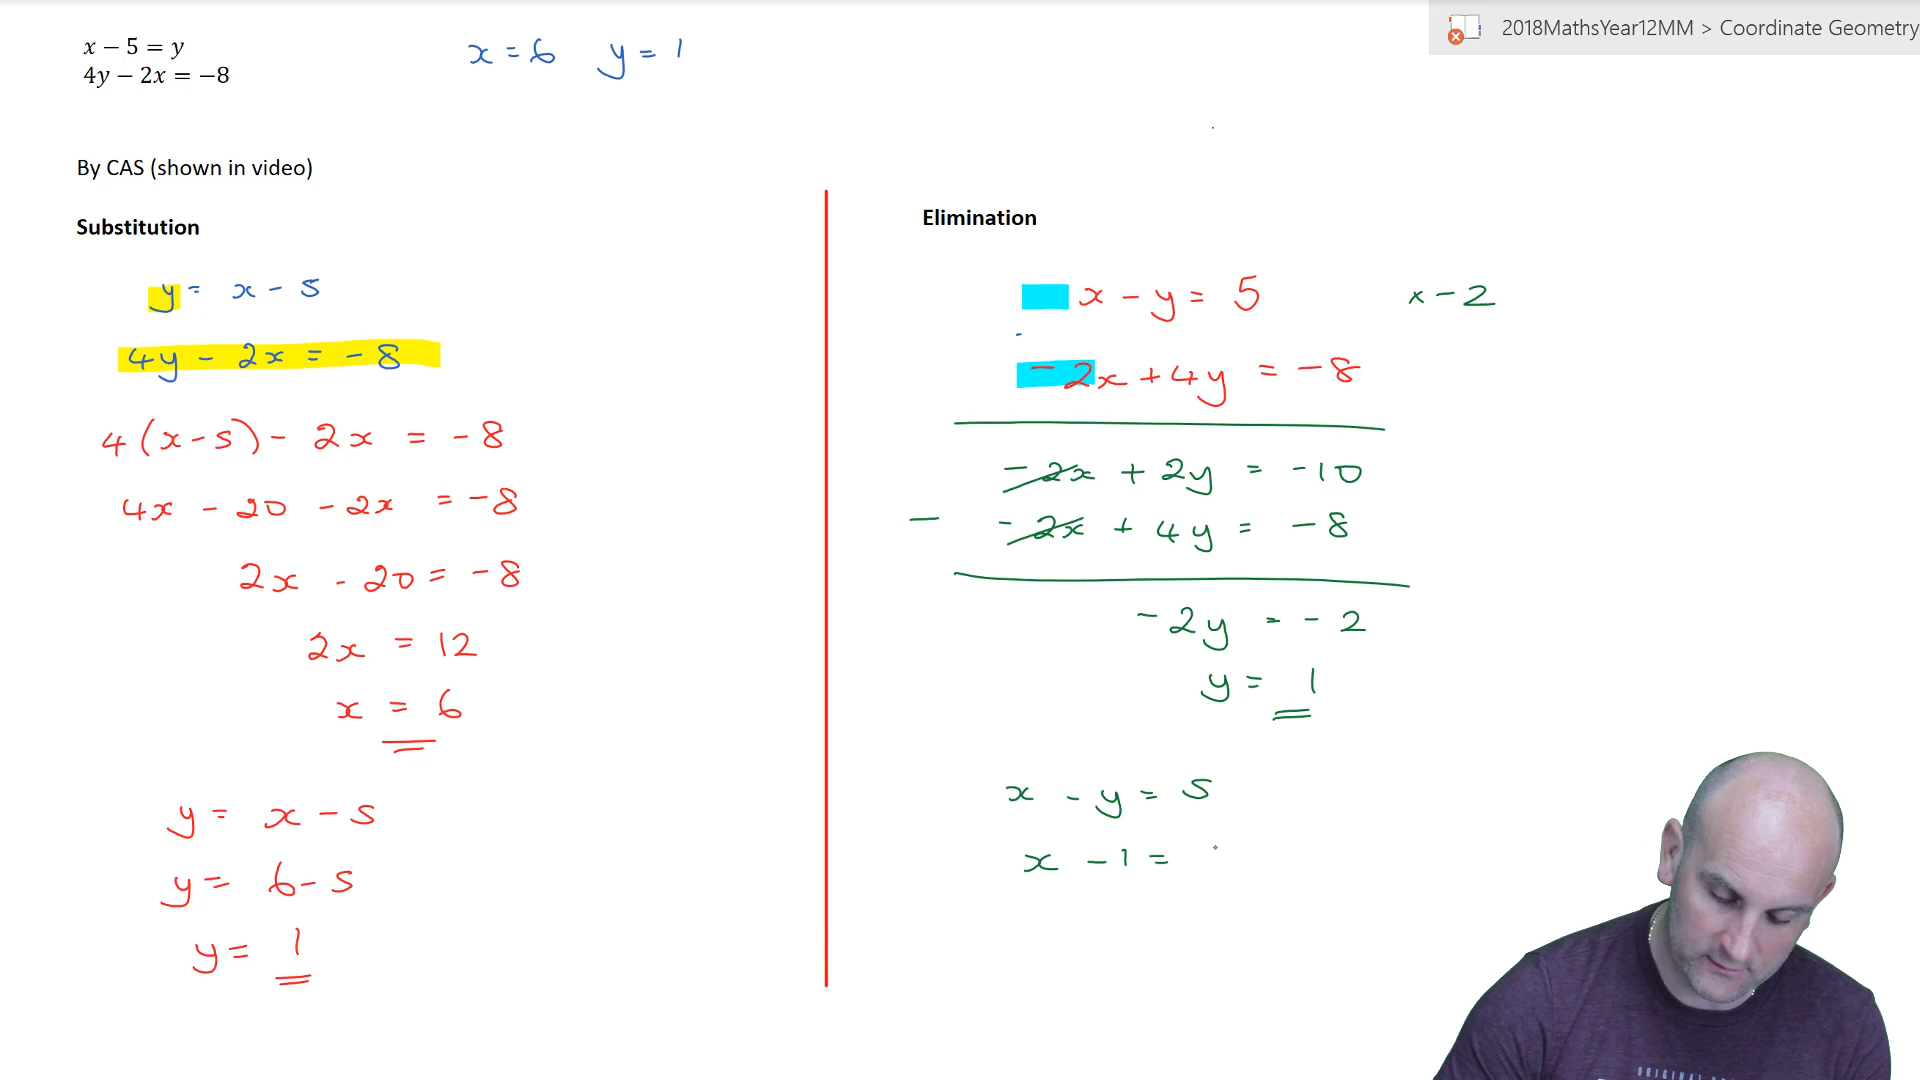 x − 5 = y
4y − 2x = −8
x = 6 y = 1
2018MathsYear12MM > Coordinate Geometry
By CAS (shown in video)
Substitution
y = x - 5
4y - 2x = -8
4(x-5) - 2x = -8
4x - 20 - 2x = -8
2x - 20 = -8
2x = 12
x = 6
y = x - 5
y = 6 - 5
y = 1
Elimination
x - y = 5 × -2
-2x + 4y = -8
-2x + 2y = -10
- -2x + 4y = -8
-2y = -2
y = 1
x - y = 5
x - 1 =
ORIGINAL